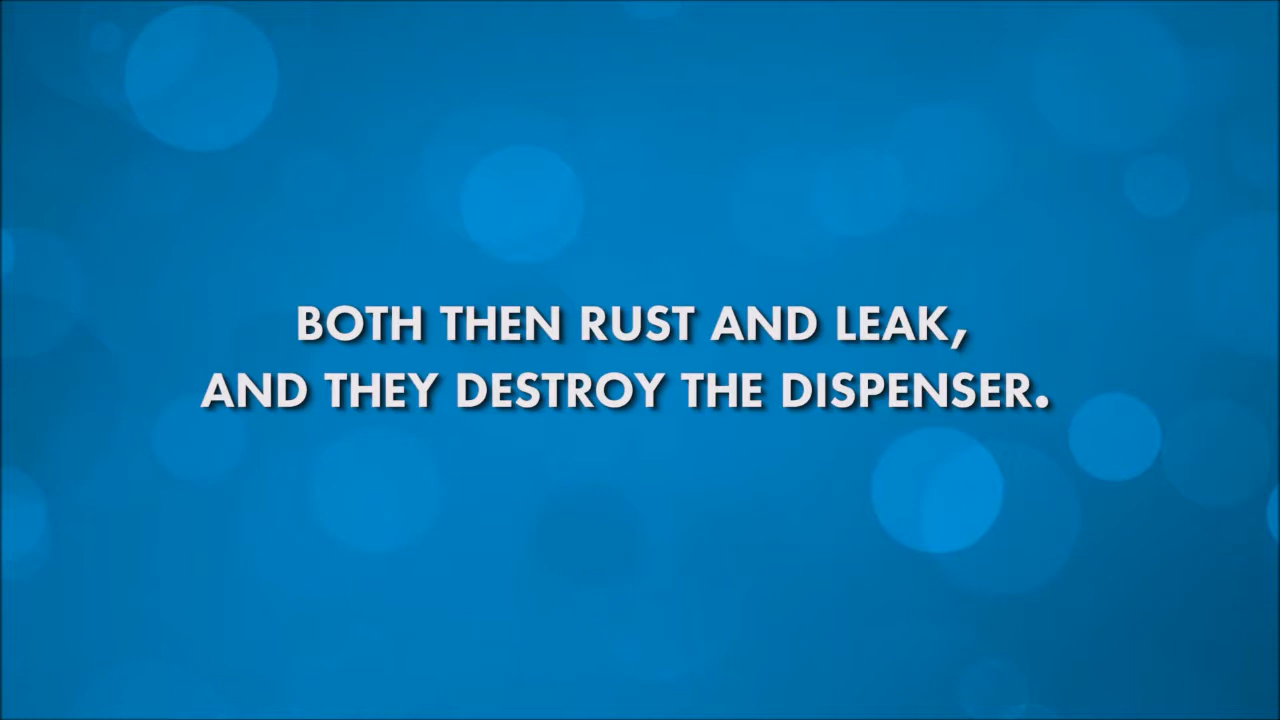 BOTH THEN RUST AND LEAK,
AND THEY DESTROY THE DISPENSER.